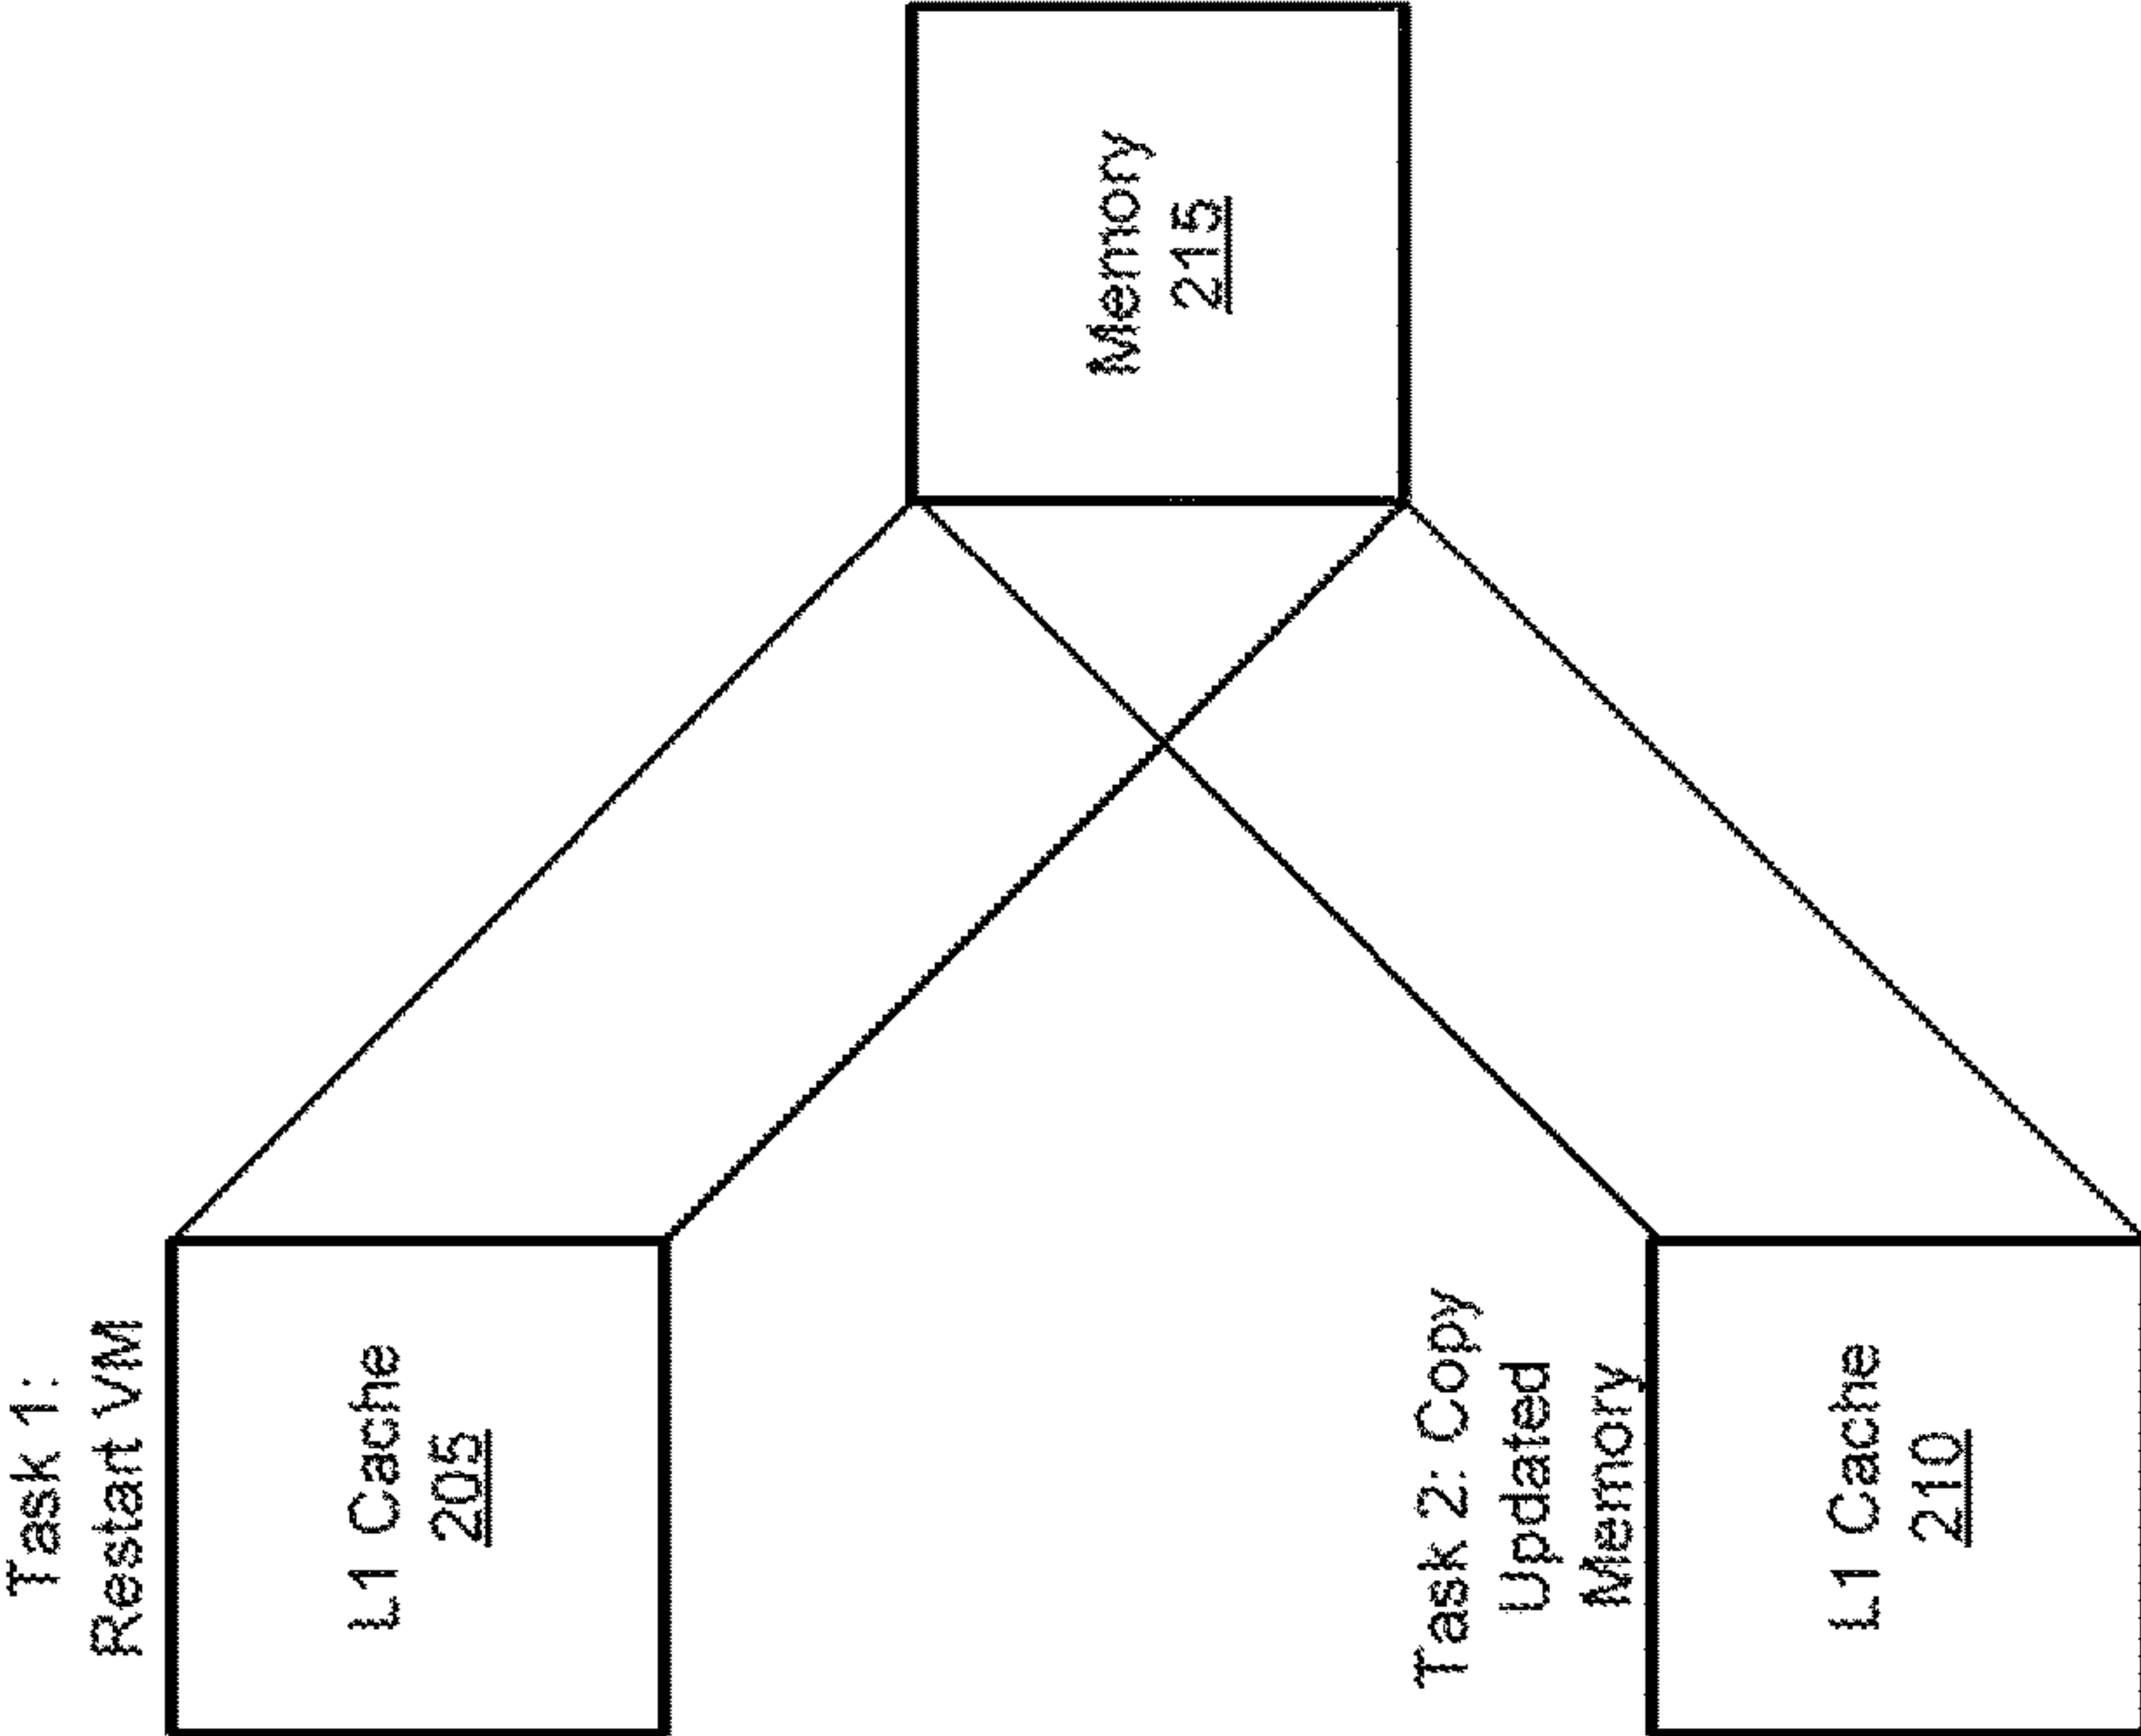 Task 1:
Restart VM
L1 Cache
205
Task 2: Copy
Updated
Memory
L1 Cache
210
Memory
215